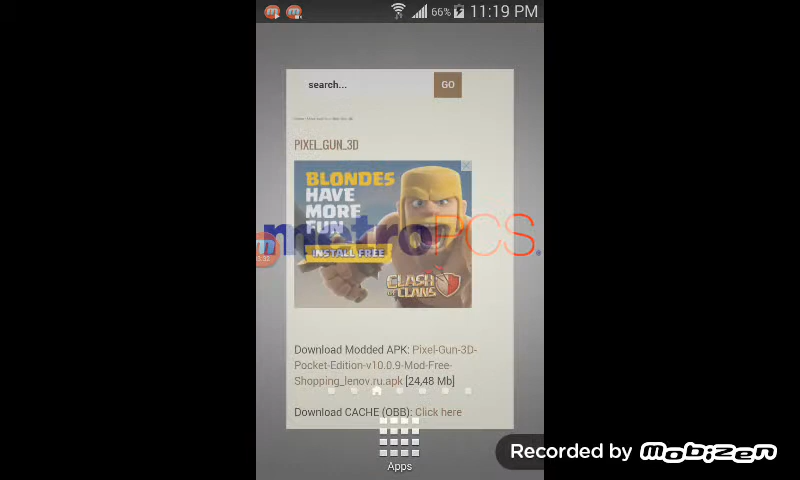 66% 11:19 PM
search...
GO
PIXEL_GUN_3D
BLONDES
HAVE
MORE
FUN
metroPCS.
INSTALL FREE
CLASH
OF CLANS
Download Modded APK: Pixel-Gun-3D-
Pocket-Edition-v10.0.9-Mod-Free-
Shopping_lenov.ru.apk [24,48 Mb]
Download CACHE (OBB): Click here
Apps
Recorded by mobizen